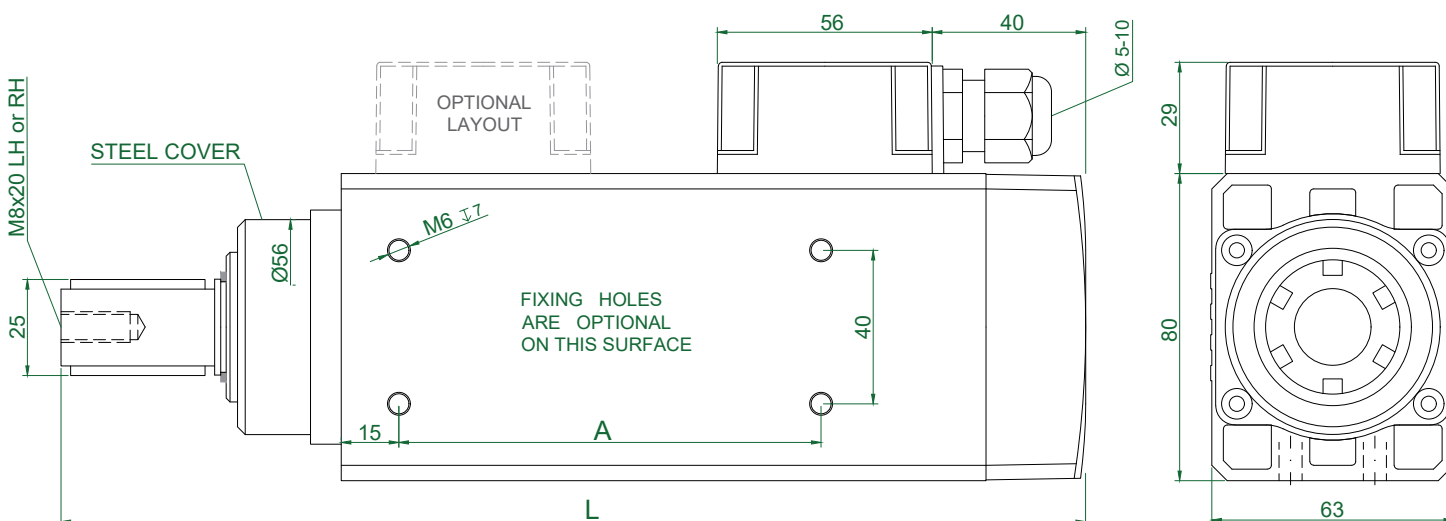 56
40
Ø 5-10
M8x20 LH or RH
OPTIONAL
LAYOUT
29
STEEL COVER
M6 ↧7
Ø56
25
FIXING HOLES
ARE OPTIONAL
ON THIS SURFACE
40
80
15
A
L
63